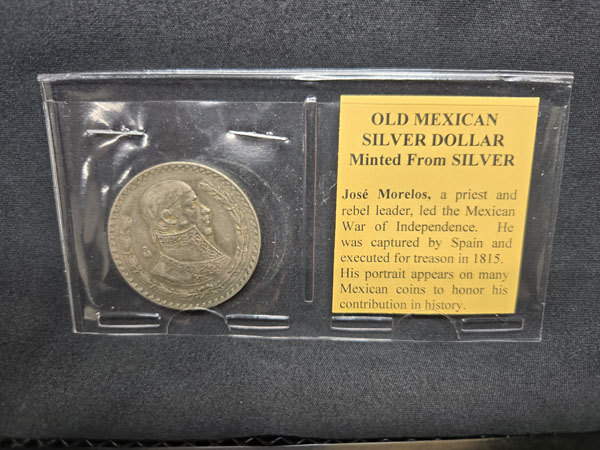 OLD MEXICAN
SILVER DOLLAR
Minted From SILVER
José Morelos, a priest and
rebel leader, led the Mexican
War of Independence. He
was captured by Spain and
executed for treason in 1815.
His portrait appears on many
Mexican coins to honor his
contribution in history.